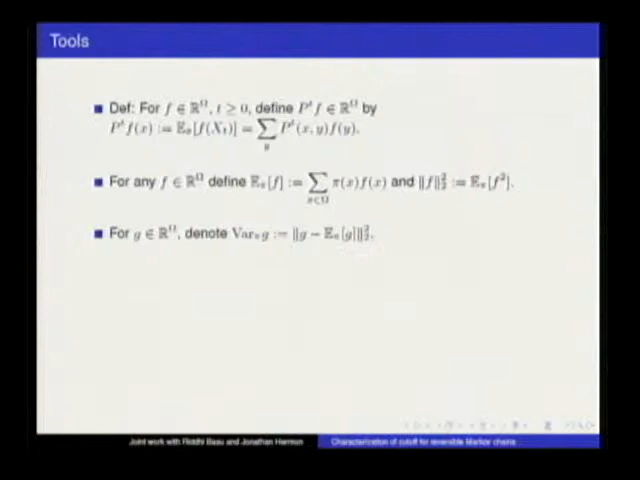 Tools
Def: For f ∈ ℝ^Ω, t ≥ 0, define P^t f ∈ ℝ^Ω by
P^t f(x) := 𝔼_x[f(X_t)] = ∑_y P^t(x, y)f(y).
For any f ∈ ℝ^Ω define 𝔼_π[f] := ∑_{x∈Ω} π(x)f(x) and ‖f‖_2^2 := 𝔼_π[f^2].
For g ∈ ℝ^Ω, denote Var_π g := ‖g − 𝔼_π[g]‖_2^2.
Joint work with Riddhi Basu and Jonathan Hermon
Characterization of cutoff for reversible Markov chains